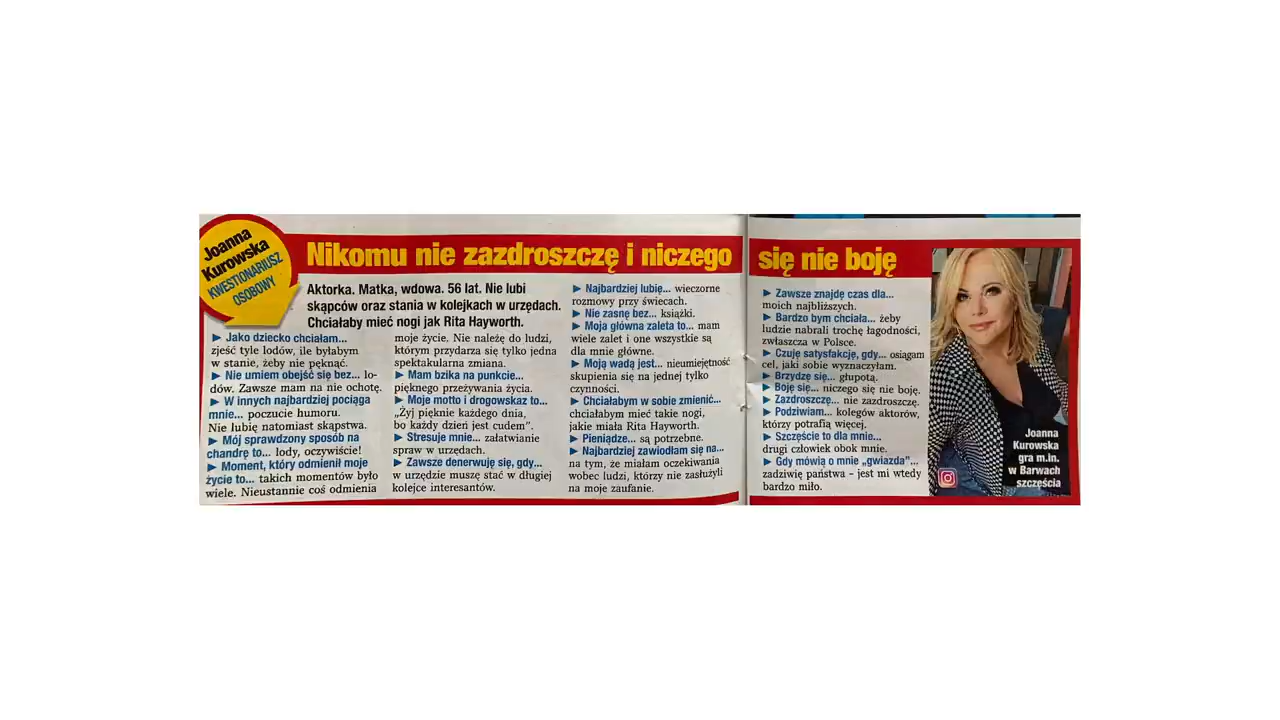 Joanna
Kurowska
KWESTIONARIUSZ
OSOBOWY
Nikomu nie zazdroszczę i niczego się nie boję
Aktorka. Matka, wdowa. 56 lat. Nie lubi
skąpców oraz stania w kolejkach w urzędach.
Chciałaby mieć nogi jak Rita Hayworth.
► Jako dziecko chciałam...
zjeść tyle lodów, ile byłabym
w stanie, żeby nie pęknąć.
► Nie umiem obejść się bez... lo-
dów. Zawsze mam na nie ochotę.
► W innych najbardziej pociąga
mnie... poczucie humoru.
Nie lubię natomiast skąpstwa.
► Mój sprawdzony sposób na
chandrę to... lody, oczywiście!
► Moment, który odmienił moje
życie to... takich momentów było
wiele. Nieustannie coś odmienia
moje życie. Nie należę do ludzi,
którym przydarza się tylko jedna
spektakularna zmiana.
► Mam bzika na punkcie...
pięknego przeżywania życia.
► Moje motto i drogowskaz to...
„Żyj pięknie każdego dnia,
bo każdy dzień jest cudem”.
► Stresuje mnie... załatwianie
spraw w urzędach.
► Zawsze denerwuję się, gdy...
w urzędzie muszę stać w długiej
kolejce interesantów.
► Najbardziej lubię... wieczorne
rozmowy przy świecach.
► Nie zasnę bez... książki.
► Moja główna zaleta to... mam
wiele zalet i one wszystkie są
dla mnie główne.
► Moją wadą jest... nieumiejętność
skupienia się na jednej tylko
czynności.
► Chciałabym w sobie zmienić...
chciałabym mieć takie nogi,
jakie miała Rita Hayworth.
► Pieniądze... są potrzebne.
► Najbardziej zawiodłam się na...
na tym, że miałam oczekiwania
wobec ludzi, którzy nie zasłużyli
na moje zaufanie.
► Zawsze znajdę czas dla...
moich najbliższych.
► Bardzo bym chciała... żeby
ludzie nabrali trochę łagodności,
zwłaszcza w Polsce.
► Czuję satysfakcję, gdy... osiągam
cel, jaki sobie wyznaczyłam.
► Brzydzę się... głupotą.
► Boję się... niczego się nie boję.
► Zazdroszczę... nie zazdroszczę.
► Podziwiam... kolegów aktorów,
którzy potrafią więcej.
► Szczęście to dla mnie...
drugi człowiek obok mnie.
► Gdy mówią o mnie „gwiazda”...
zadziwię państwa – jest mi wtedy
bardzo miło.
Joanna
Kurowska
gra m.in.
w Barwach
szczęścia